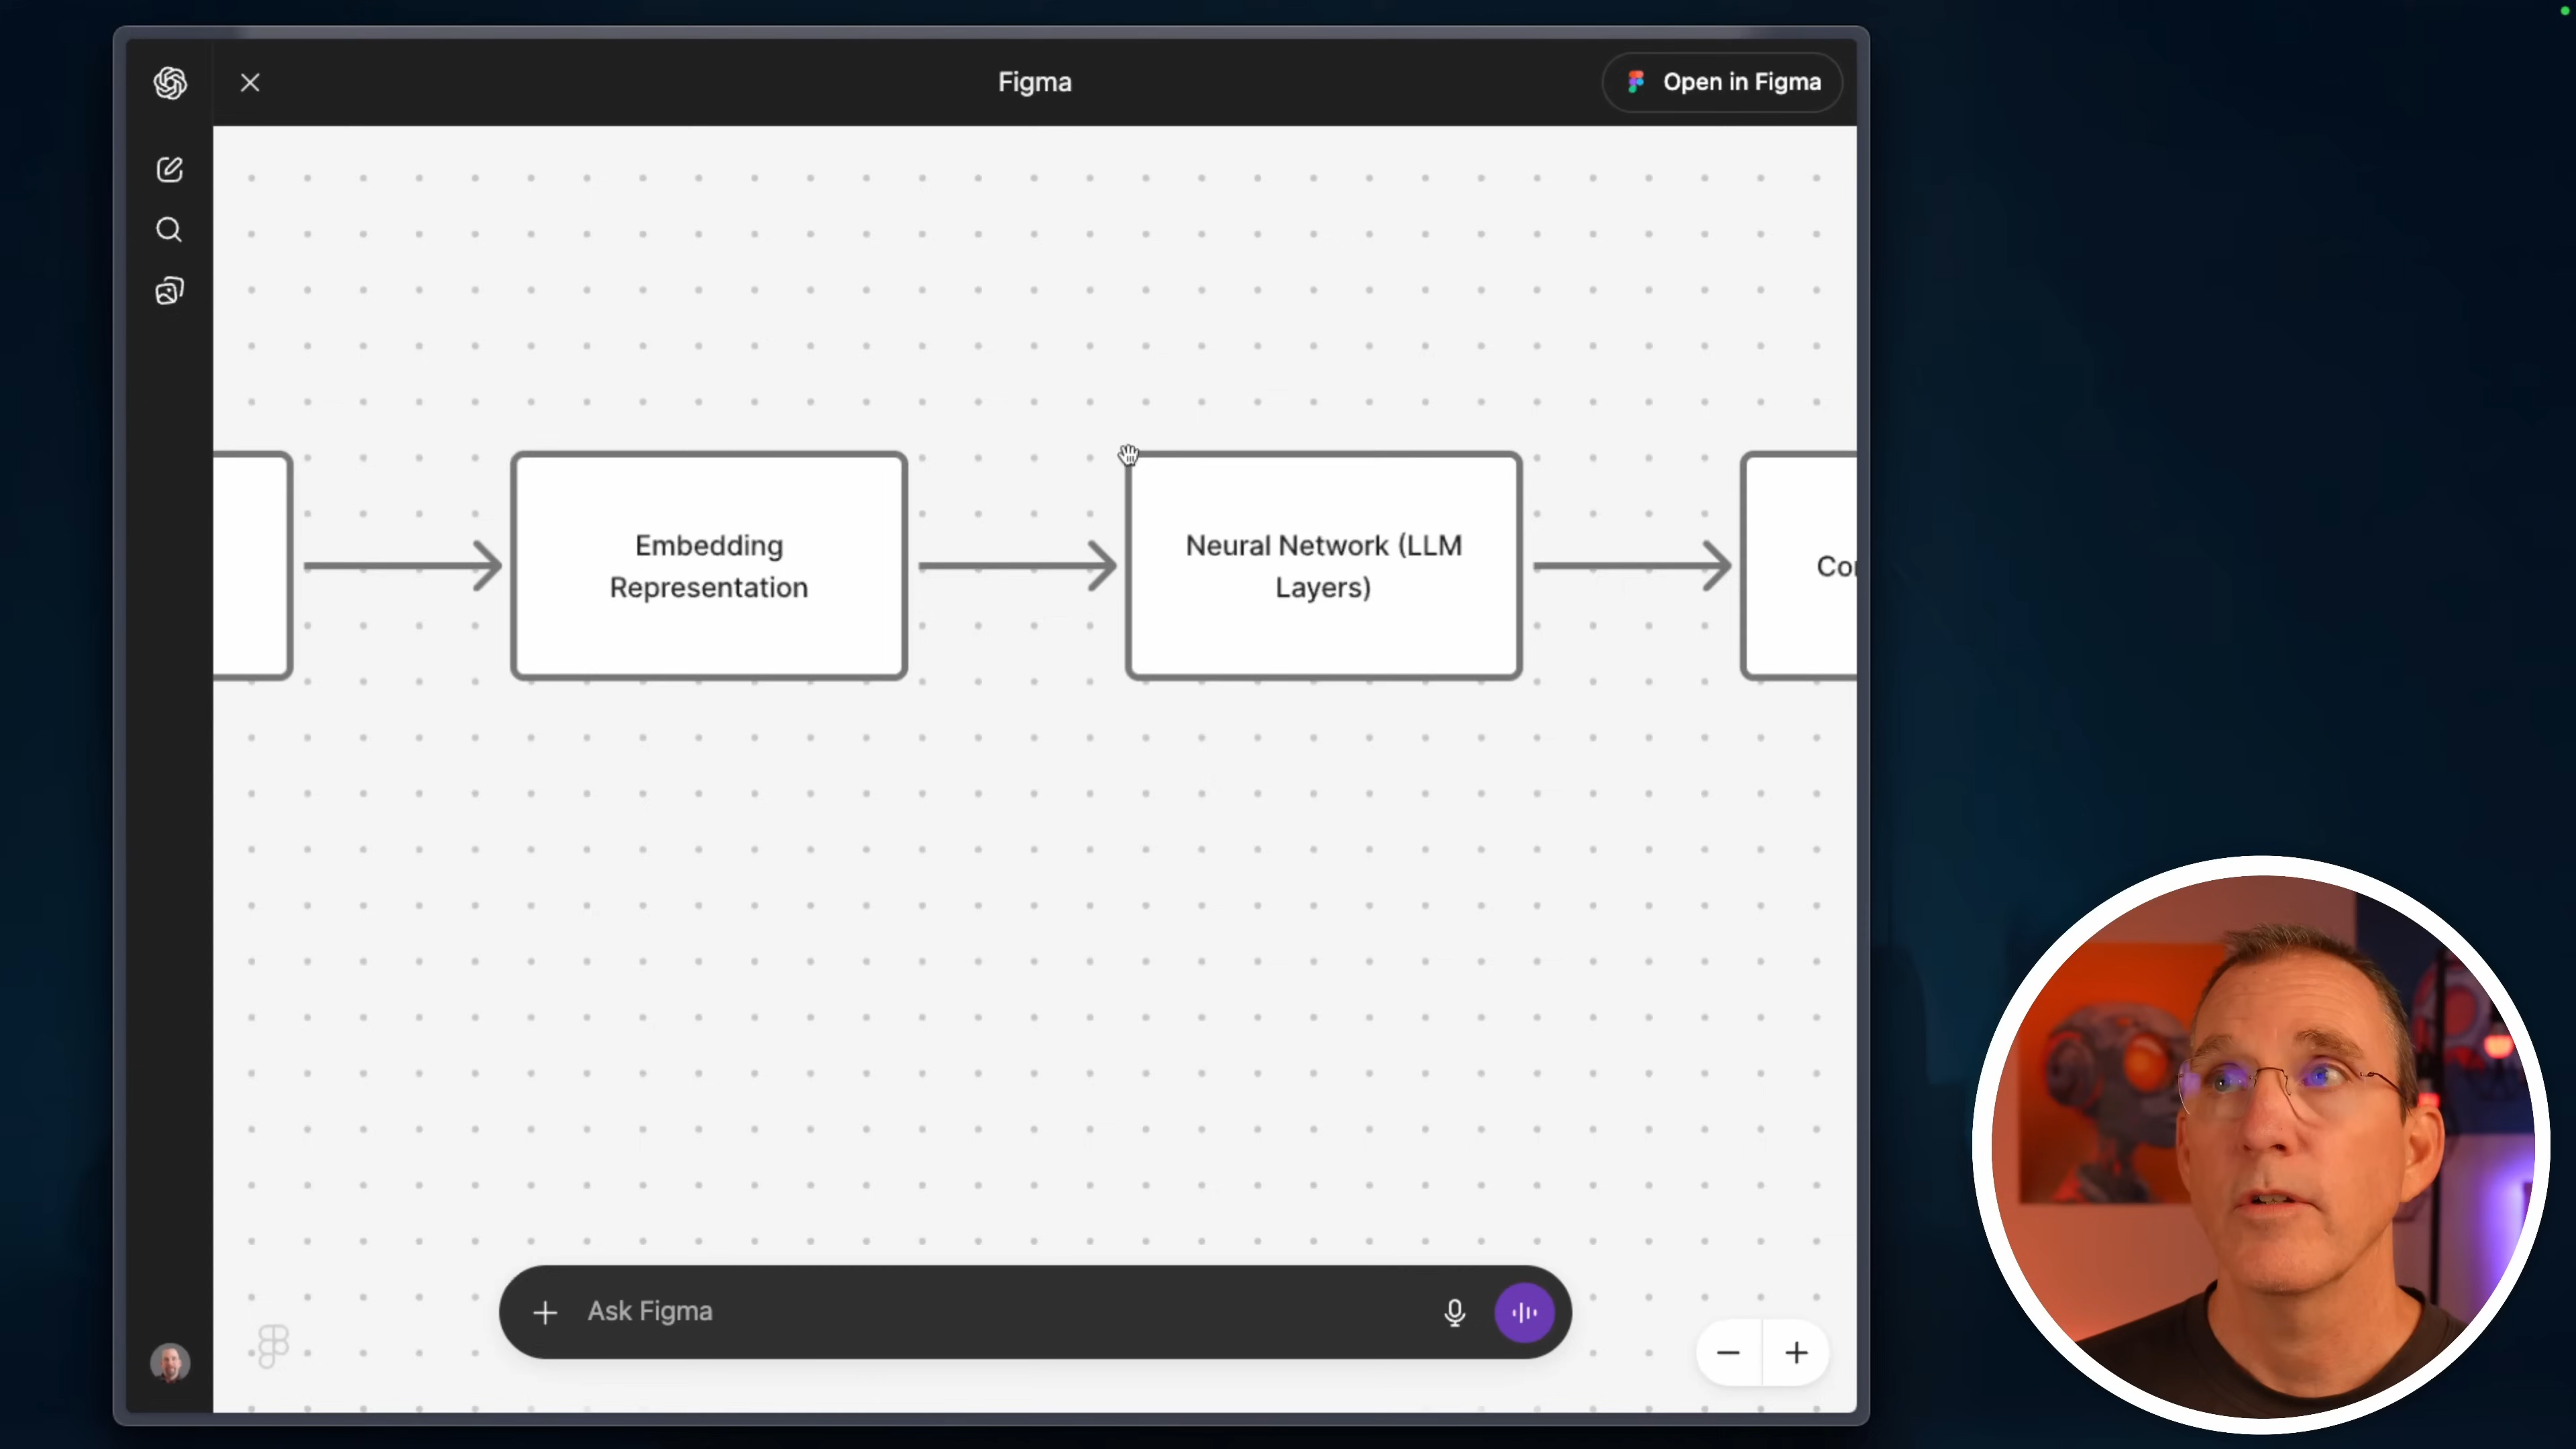 Figma
Open in Figma
Embedding
Representation
Neural Network (LLM
Layers)
Ask Figma